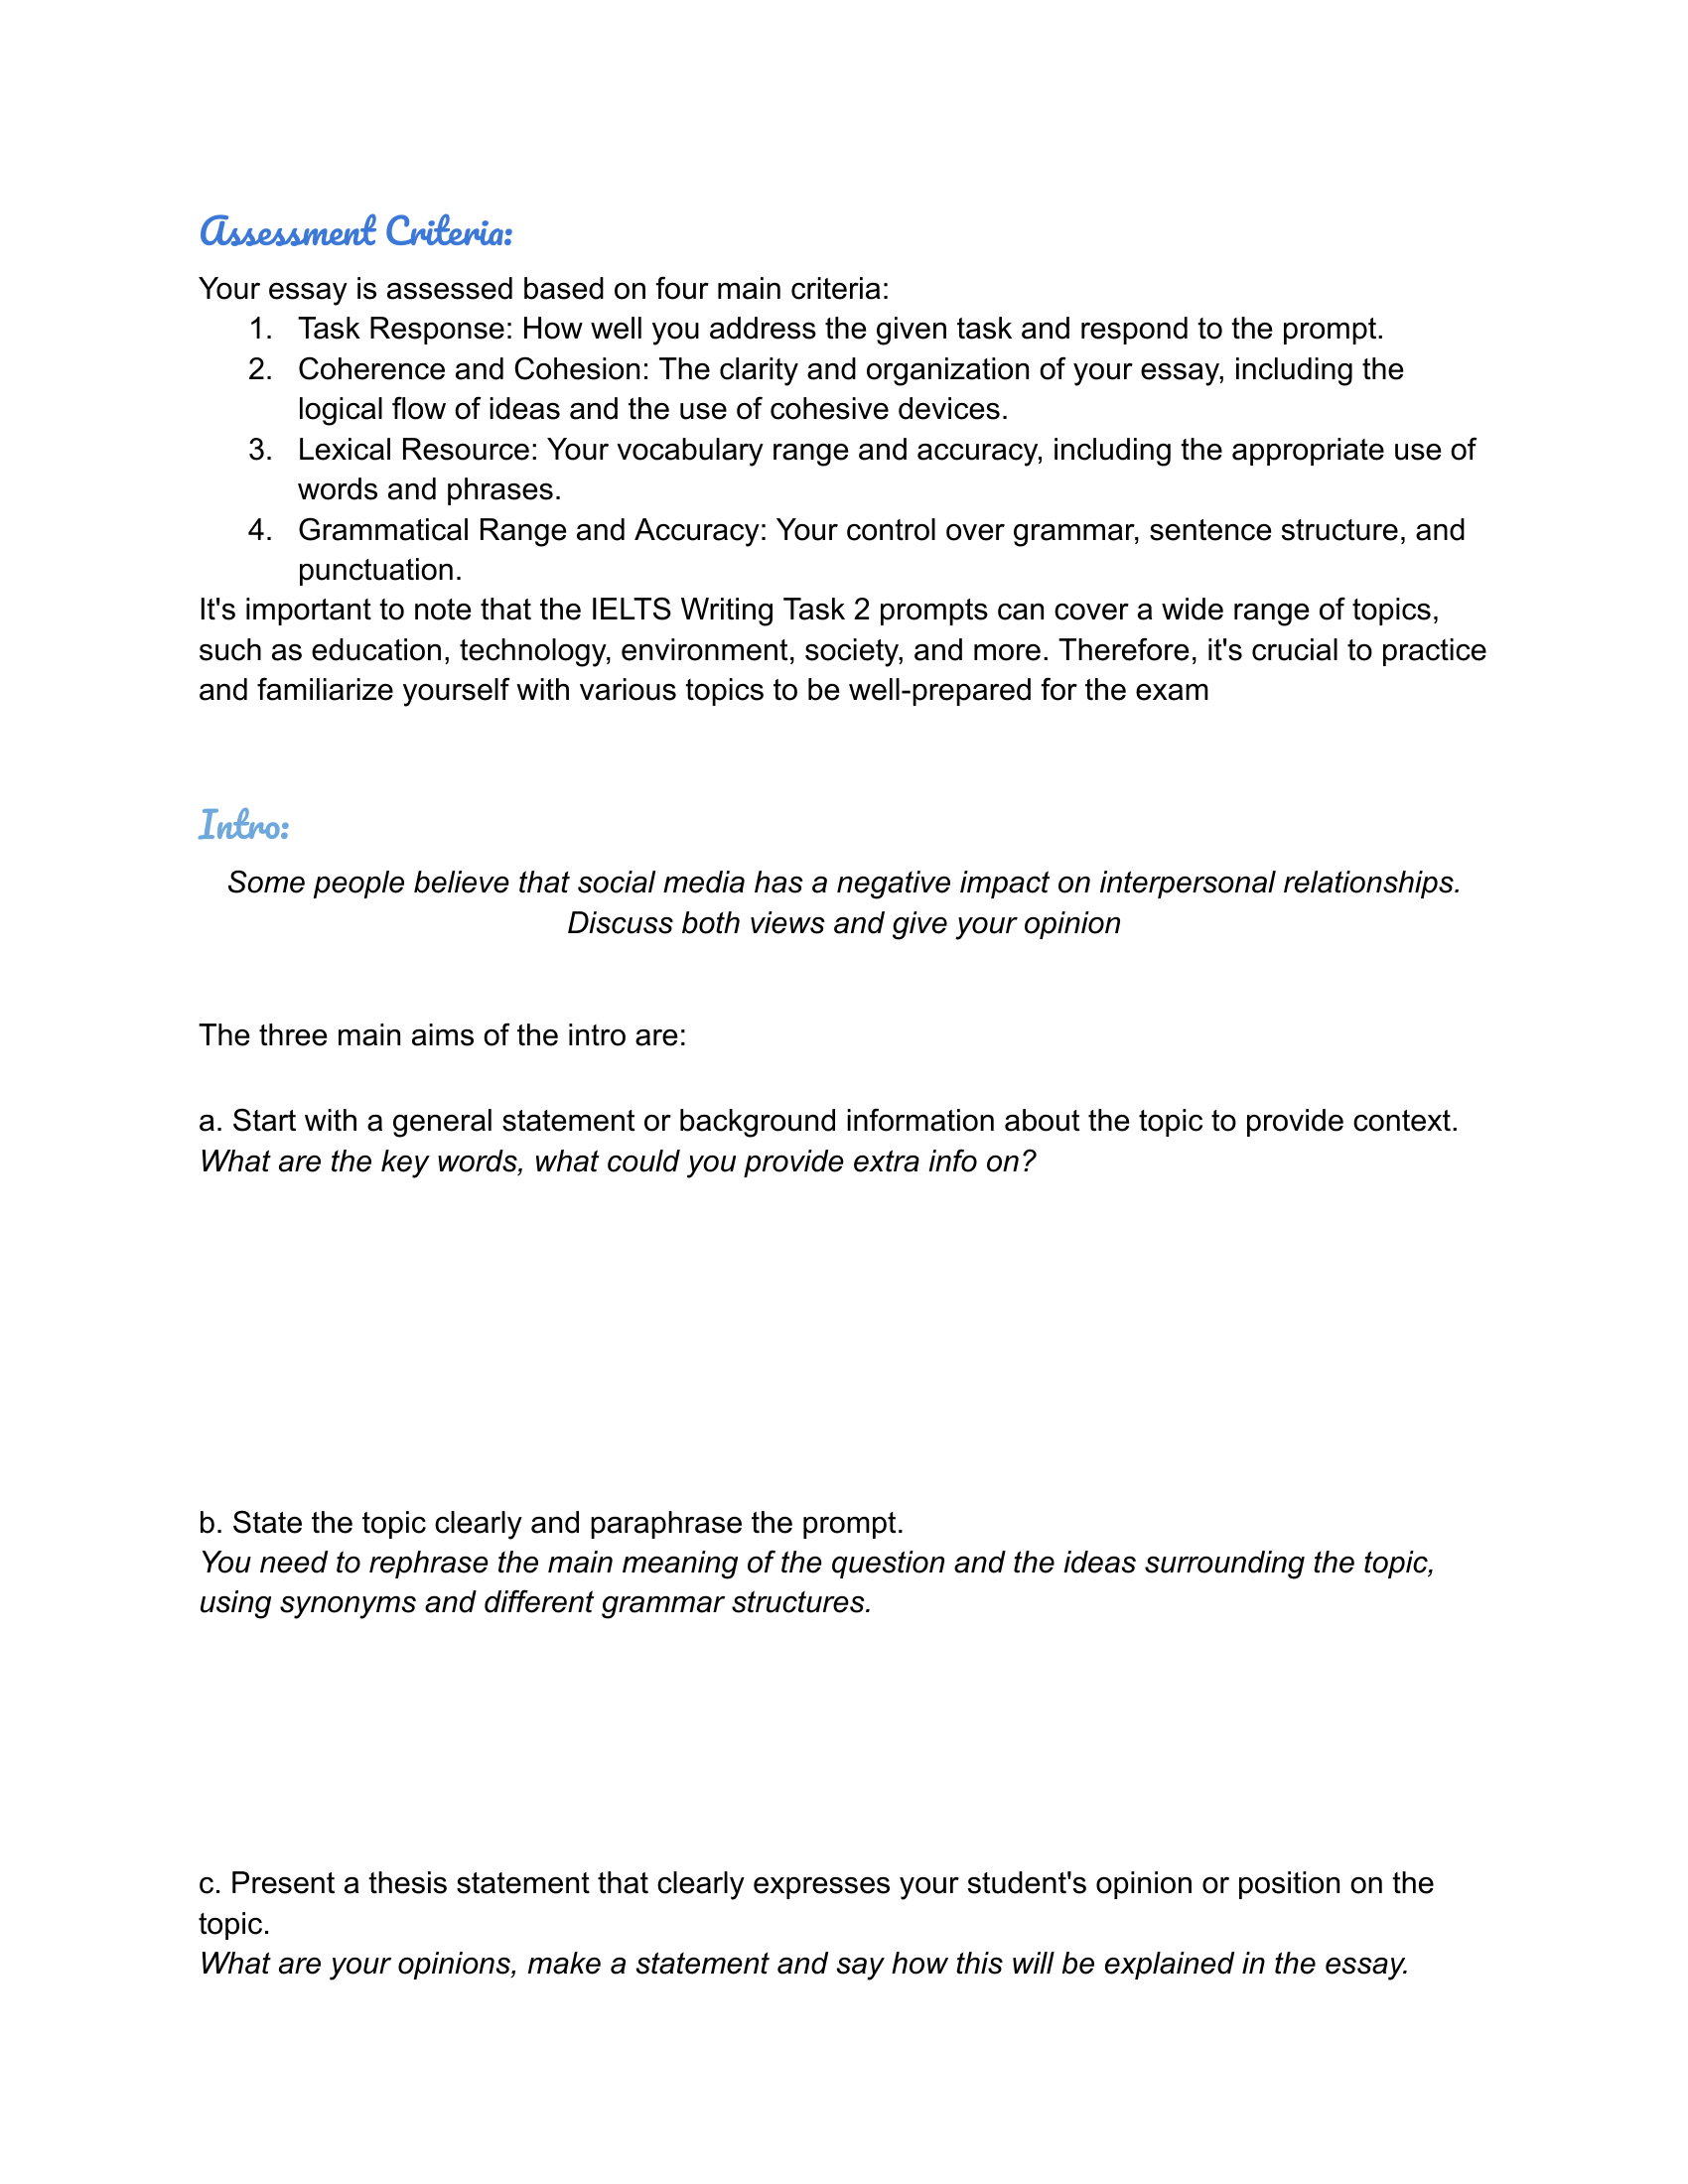 Assessment Criteria:
Your essay is assessed based on four main criteria:
1. Task Response: How well you address the given task and respond to the prompt.
2. Coherence and Cohesion: The clarity and organization of your essay, including the
logical flow of ideas and the use of cohesive devices.
3. Lexical Resource: Your vocabulary range and accuracy, including the appropriate use of
words and phrases.
4. Grammatical Range and Accuracy: Your control over grammar, sentence structure, and
punctuation.
It's important to note that the IELTS Writing Task 2 prompts can cover a wide range of topics,
such as education, technology, environment, society, and more. Therefore, it's crucial to practice
and familiarize yourself with various topics to be well-prepared for the exam
Intro:
Some people believe that social media has a negative impact on interpersonal relationships.
Discuss both views and give your opinion
The three main aims of the intro are:
a. Start with a general statement or background information about the topic to provide context.
What are the key words, what could you provide extra info on?
b. State the topic clearly and paraphrase the prompt.
You need to rephrase the main meaning of the question and the ideas surrounding the topic,
using synonyms and different grammar structures.
c. Present a thesis statement that clearly expresses your student's opinion or position on the
topic.
What are your opinions, make a statement and say how this will be explained in the essay.